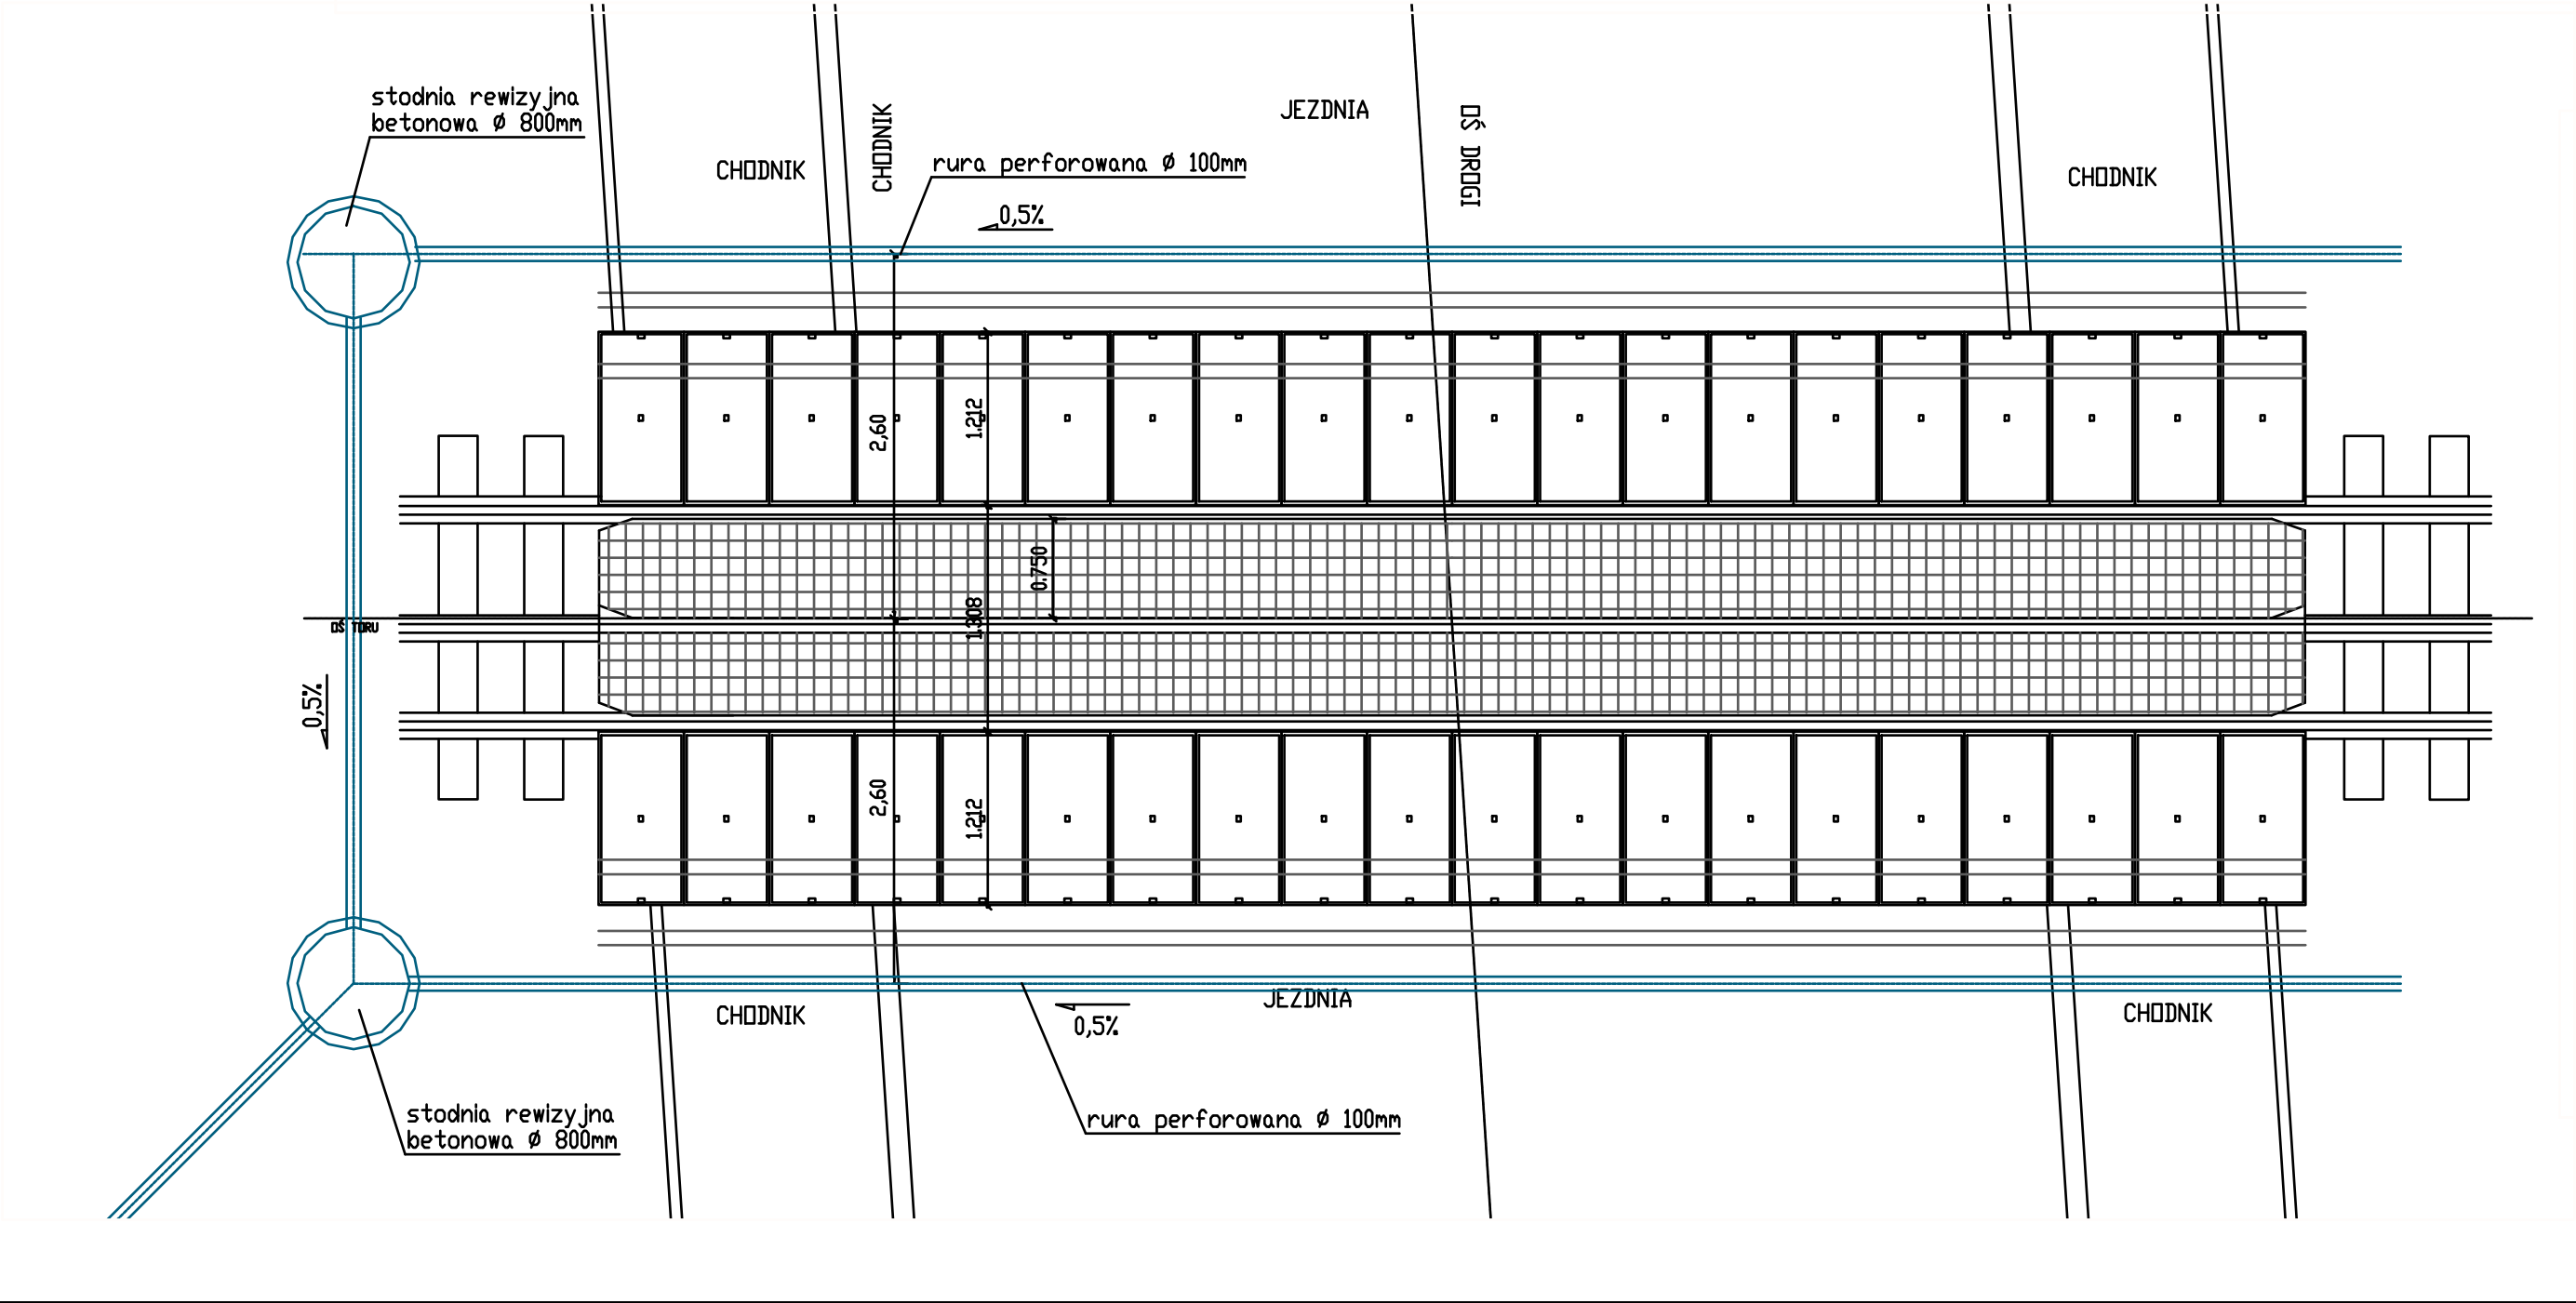 stodnia rewizyjna
betonowa Ø 800mm
CHODNIK
CHODNIK
rura perforowana Ø 100mm
0,5%
JEZDNIA
OŚ DROGI
CHODNIK
2,60
1.212
0.750
1.308
OŚ TORU
0,5%
2,60
1.212
CHODNIK
JEZDNIA
0,5%
CHODNIK
stodnia rewizyjna
betonowa Ø 800mm
rura perforowana Ø 100mm